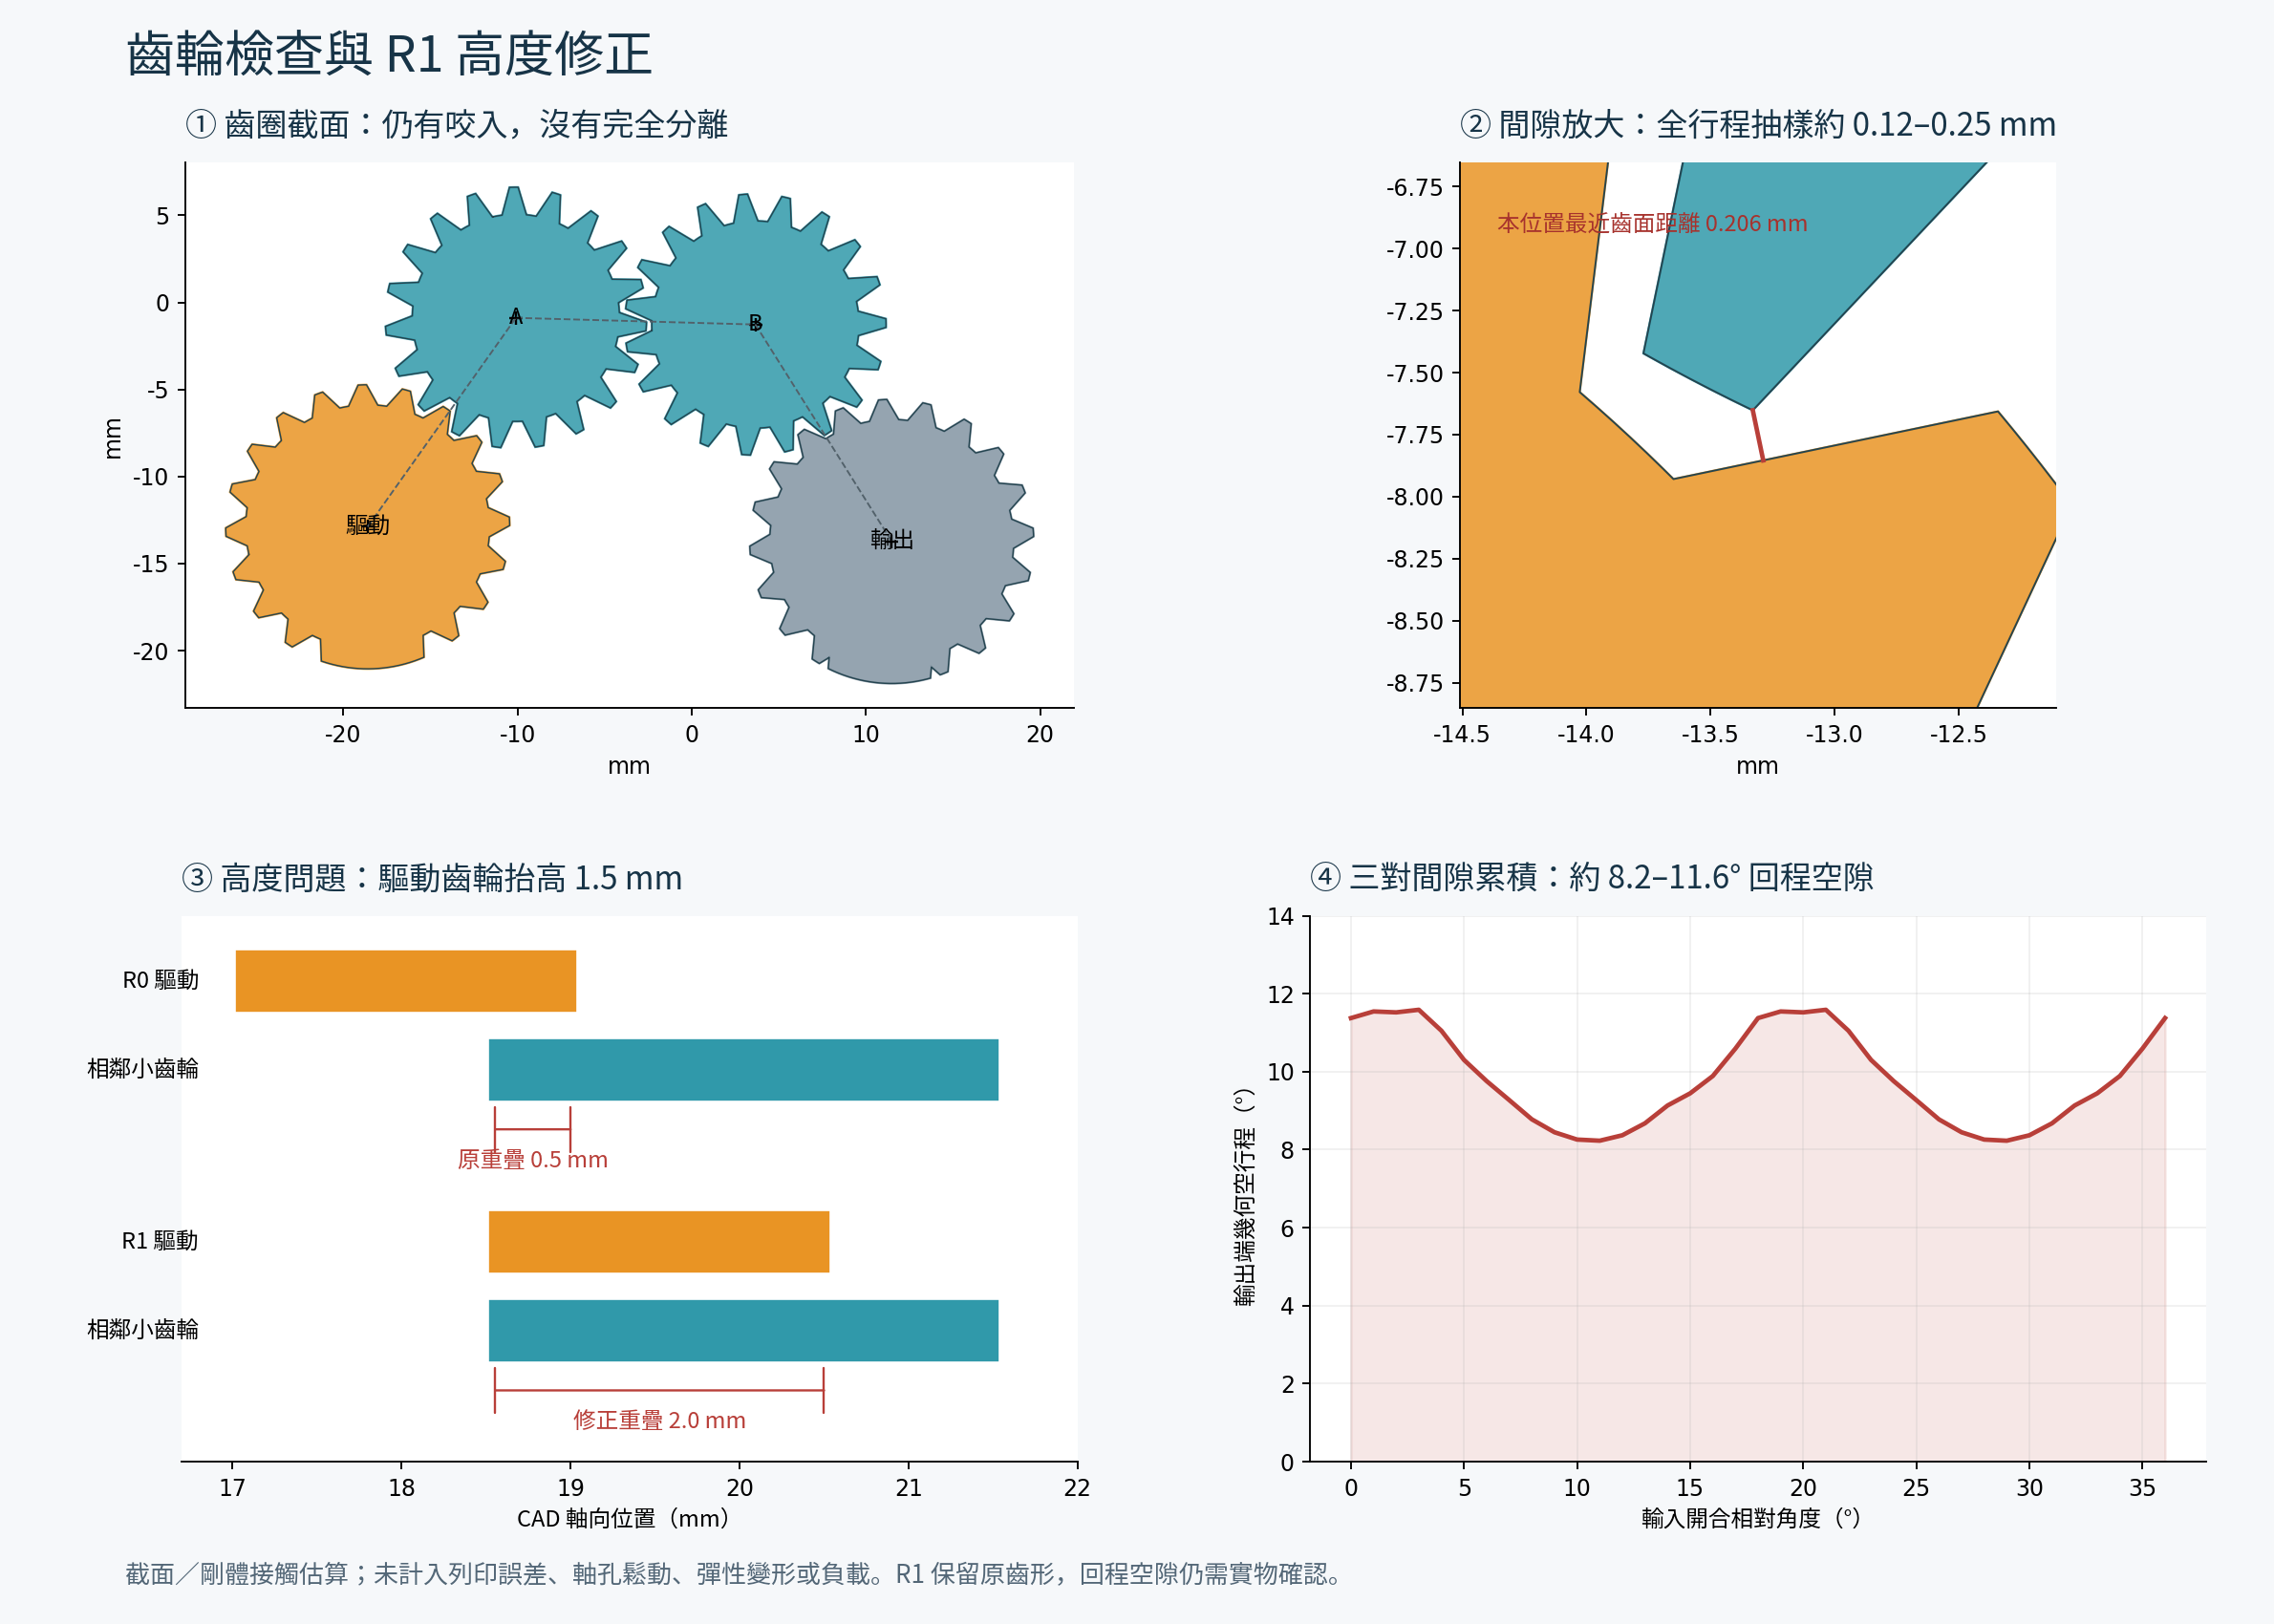 齒輪檢查與 R1 高度修正
① 齒圈截面：仍有咬入，沒有完全分離
5
0
-5
-10
-15
-20
mm
A
B
驅動
輸出
-20
-10
0
10
20
mm
② 間隙放大：全行程抽樣約 0.12–0.25 mm
本位置最近齒面距離 0.206 mm
-6.75
-7.00
-7.25
-7.50
-7.75
-8.00
-8.25
-8.50
-8.75
-14.5
-14.0
-13.5
-13.0
-12.5
mm
③ 高度問題：驅動齒輪抬高 1.5 mm
R0 驅動
相鄰小齒輪
原重疊 0.5 mm
R1 驅動
相鄰小齒輪
修正重疊 2.0 mm
17
18
19
20
21
22
CAD 軸向位置（mm）
④ 三對間隙累積：約 8.2–11.6° 回程空隙
14
12
10
8
6
4
2
0
輸出端幾何空行程（°）
0
5
10
15
20
25
30
35
輸入開合相對角度（°）
截面／剛體接觸估算；未計入列印誤差、軸孔鬆動、彈性變形或負載。R1 保留原齒形，回程空隙仍需實物確認。